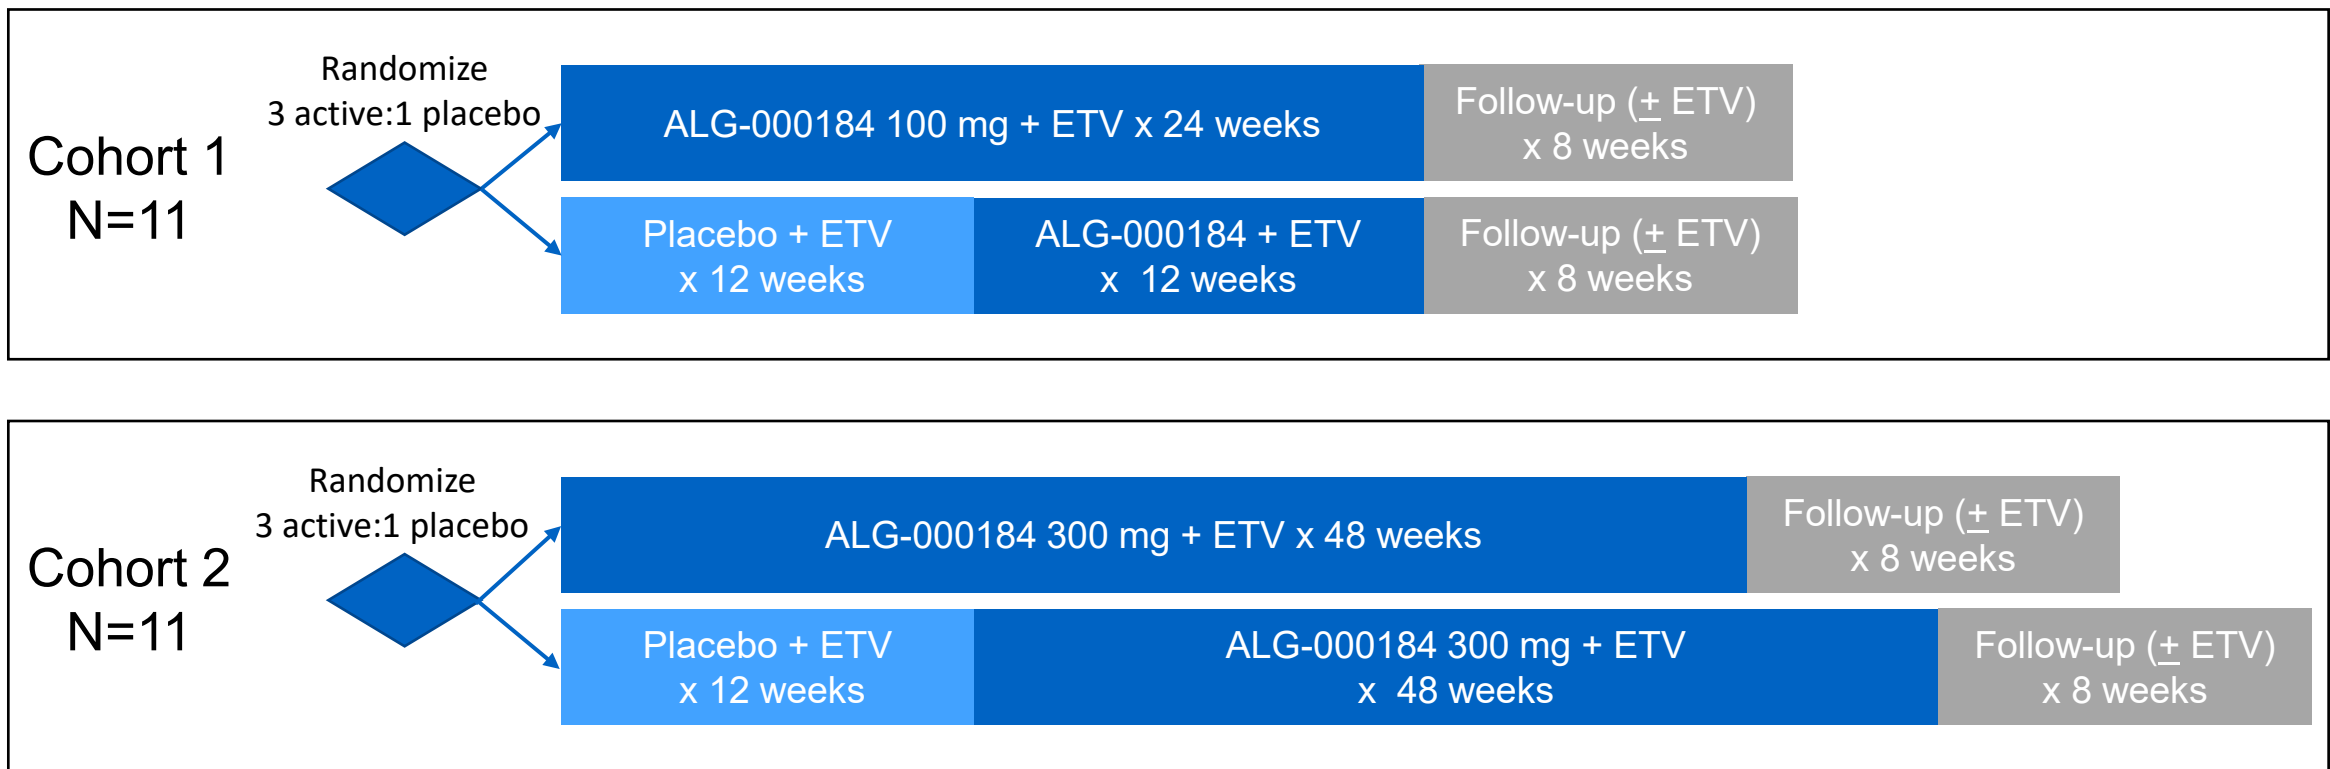 Cohort 1
N=11
Randomize
3 active:1 placebo
ALG-000184 100 mg + ETV x 24 weeks
Follow-up (± ETV)
x 8 weeks
Placebo + ETV
x 12 weeks
ALG-000184 + ETV
x 12 weeks
Follow-up (± ETV)
x 8 weeks
Cohort 2
N=11
Randomize
3 active:1 placebo
ALG-000184 300 mg + ETV x 48 weeks
Follow-up (± ETV)
x 8 weeks
Placebo + ETV
x 12 weeks
ALG-000184 300 mg + ETV
x 48 weeks
Follow-up (± ETV)
x 8 weeks